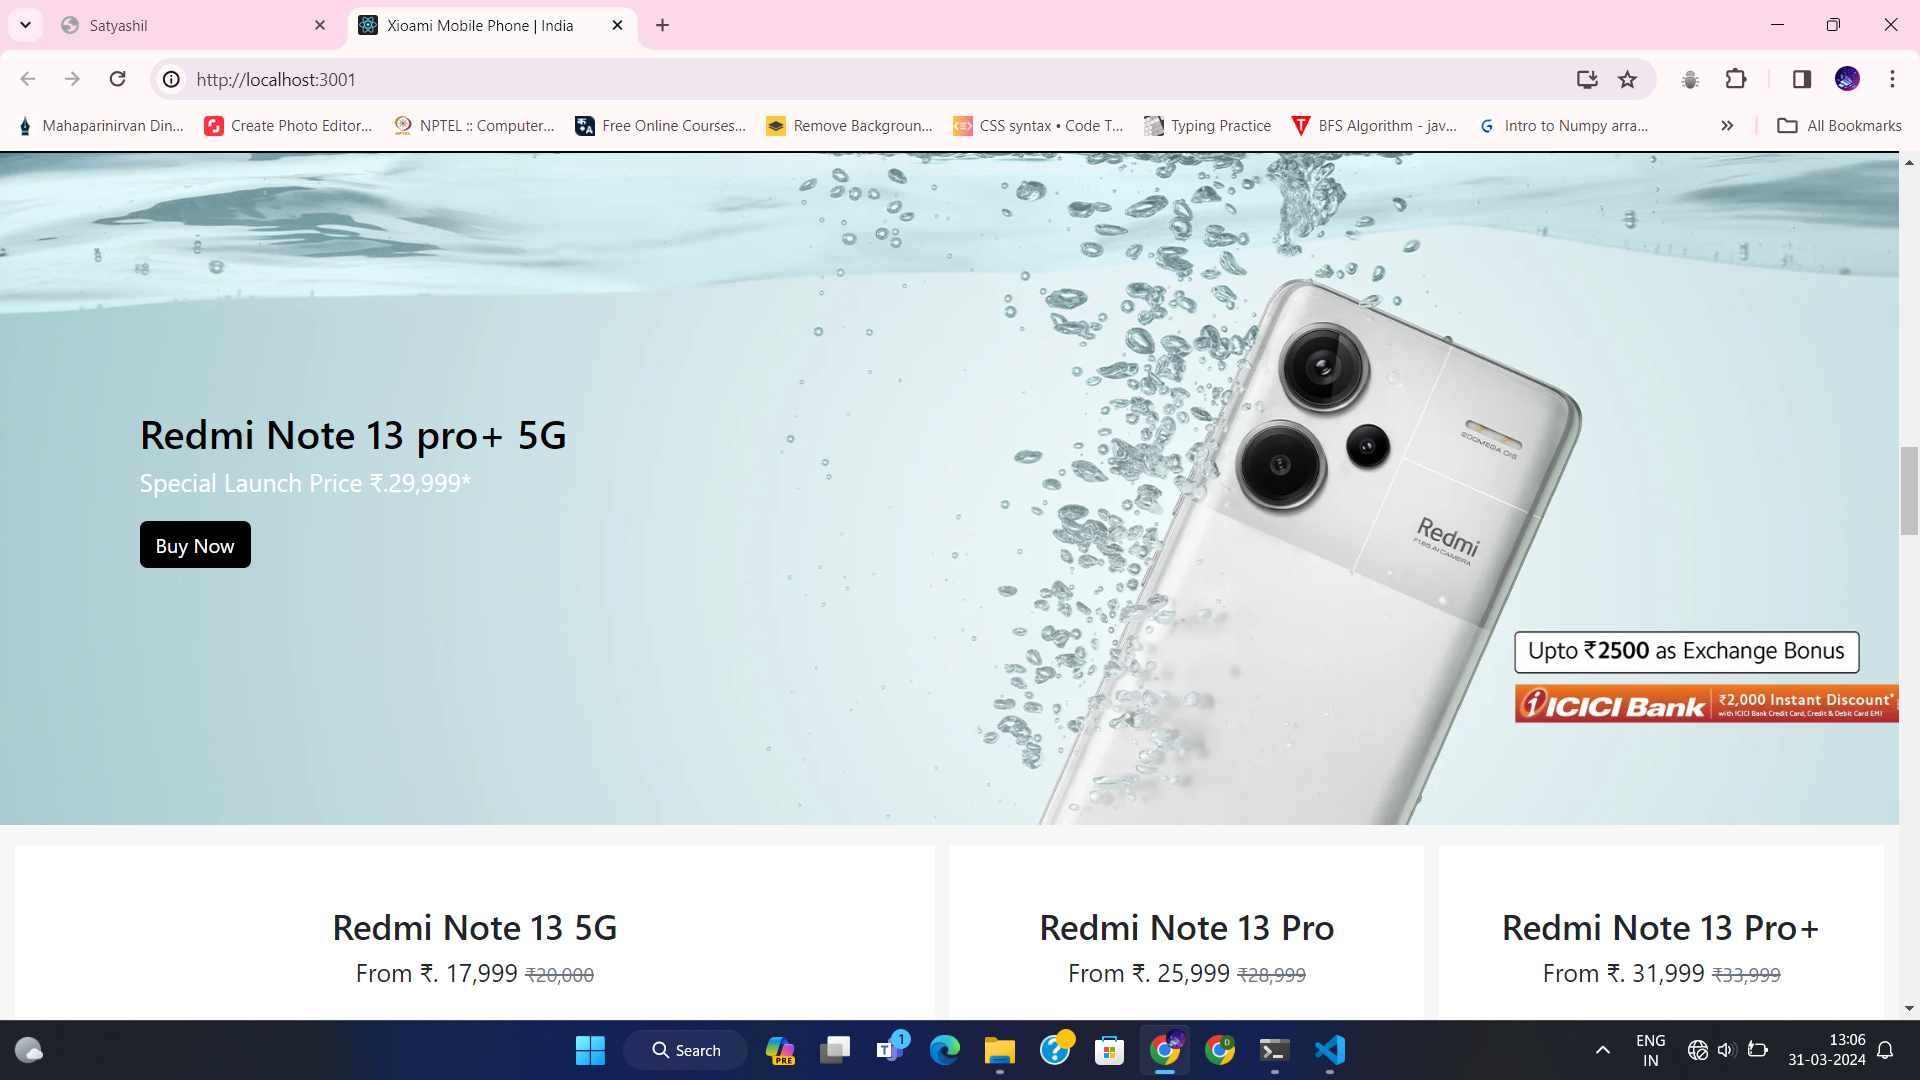 Satyashil
Xioami Mobile Phone | India
http://localhost:3001
Mahaparinirvan Din...
Create Photo Editor...
NPTEL :: Computer...
Free Online Courses...
Remove Backgroun...
CSS syntax • Code T...
Typing Practice
BFS Algorithm - jav...
Intro to Numpy arra...
All Bookmarks
Redmi Note 13 pro+ 5G
Special Launch Price ₹.29,999*
Buy Now
200MEGA OIS
Redmi
Upto ₹2500 as Exchange Bonus
ICICI Bank
₹2,000 Instant Discount*
with ICICI Bank Credit Card, Credit & Debit Card EMI
Redmi Note 13 5G
From ₹. 17,999 ₹20,000
Redmi Note 13 Pro
From ₹. 25,999 ₹28,999
Redmi Note 13 Pro+
From ₹. 31,999 ₹33,999
Search
PRE
1
D
ENG
IN
13:06
31-03-2024